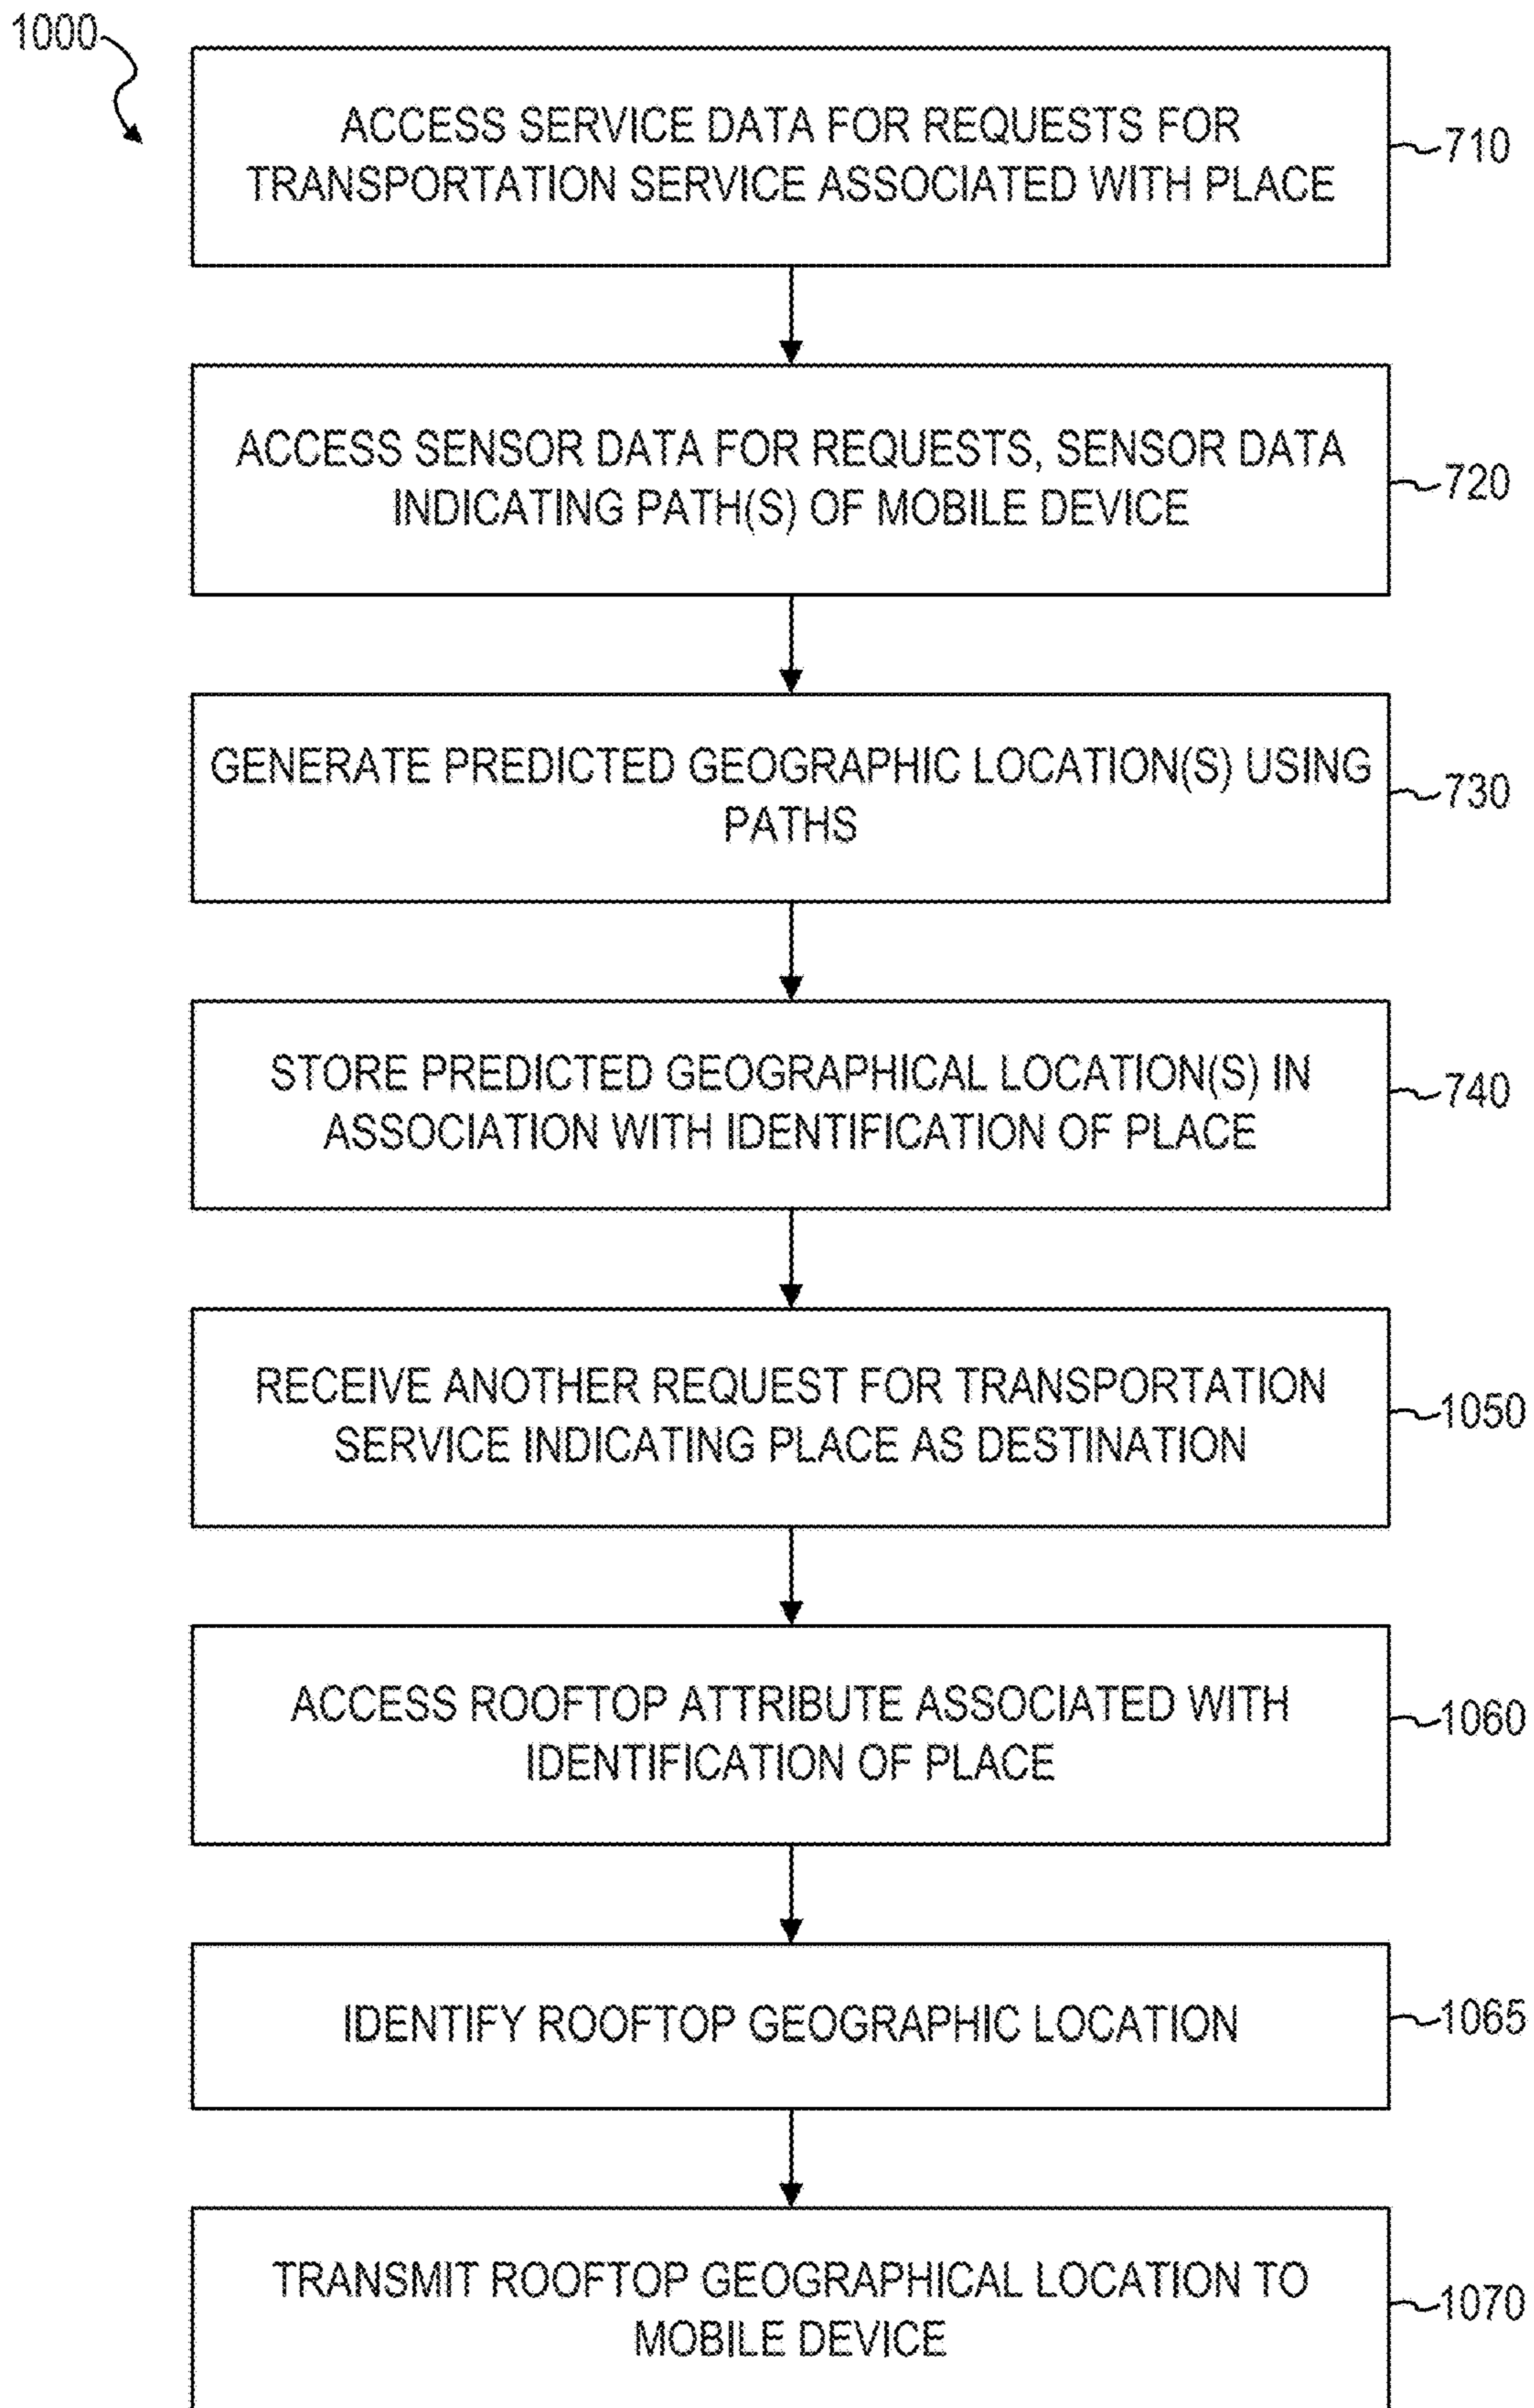 1000
ACCESS SERVICE DATA FOR REQUESTS FOR
TRANSPORTATION SERVICE ASSOCIATED WITH PLACE
710
ACCESS SENSOR DATA FOR REQUESTS, SENSOR DATA
INDICATING PATH(S) OF MOBILE DEVICE
720
GENERATE PREDICTED GEOGRAPHIC LOCATION(S) USING
PATHS
730
STORE PREDICTED GEOGRAPHICAL LOCATION(S) IN
ASSOCIATION WITH IDENTIFICATION OF PLACE
740
RECEIVE ANOTHER REQUEST FOR TRANSPORTATION
SERVICE INDICATING PLACE AS DESTINATION
1050
ACCESS ROOFTOP ATTRIBUTE ASSOCIATED WITH
IDENTIFICATION OF PLACE
1060
IDENTIFY ROOFTOP GEOGRAPHIC LOCATION
1065
TRANSMIT ROOFTOP GEOGRAPHICAL LOCATION TO
MOBILE DEVICE
1070